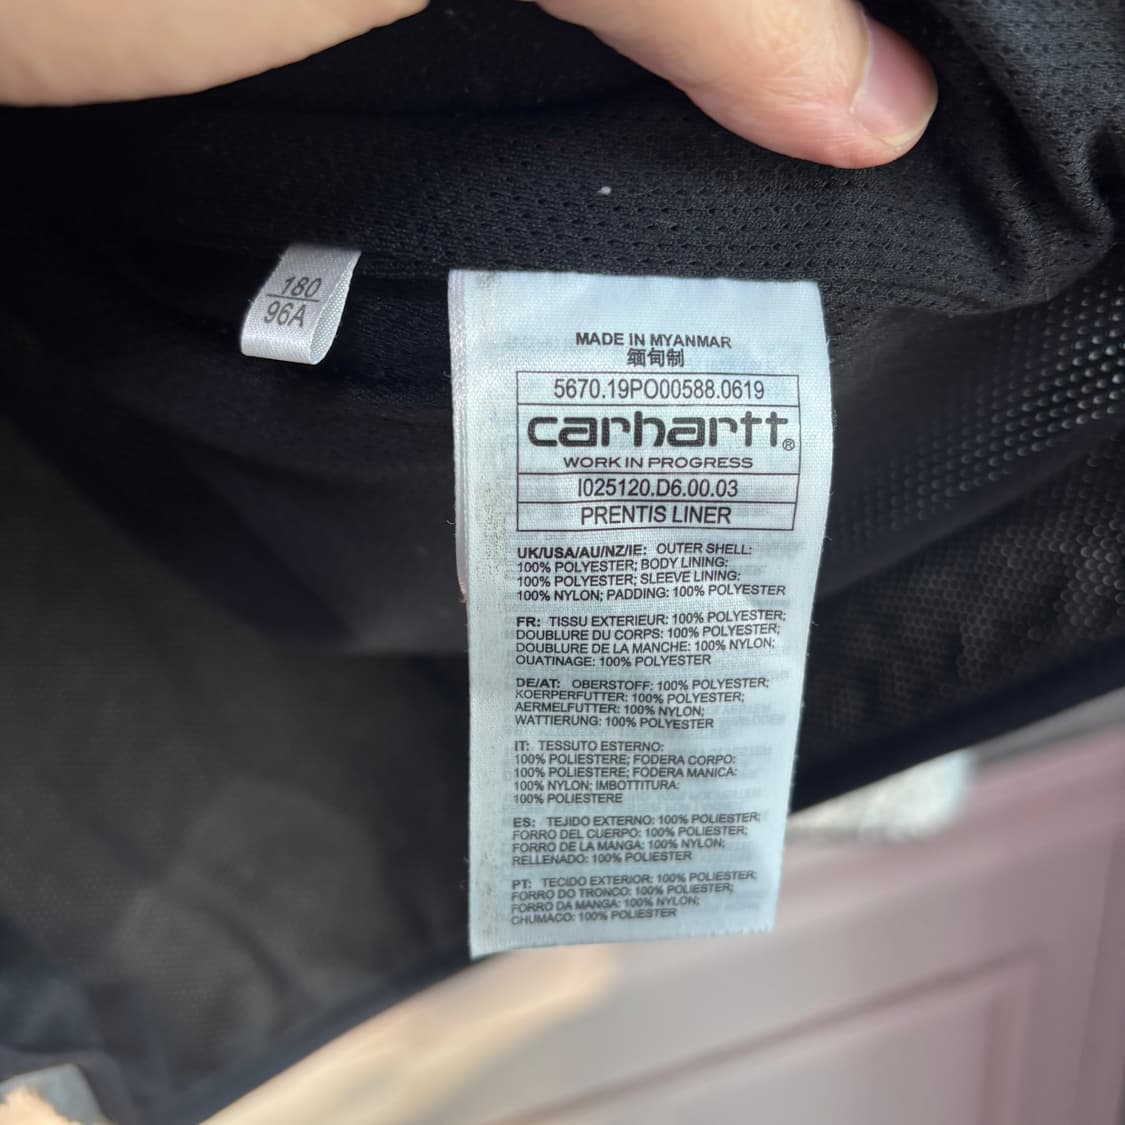 180
96A
MADE IN MYANMAR
缅甸制
5670.19PO00588.0619
carhartt®
WORK IN PROGRESS
I025120.D6.00.03
PRENTIS LINER
UK/USA/AU/NZ/IE: OUTER SHELL:
100% POLYESTER; BODY LINING:
100% POLYESTER; SLEEVE LINING:
100% NYLON; PADDING: 100% POLYESTER
FR: TISSU EXTERIEUR: 100% POLYESTER;
DOUBLURE DU CORPS: 100% POLYESTER;
DOUBLURE DE LA MANCHE: 100% NYLON;
OUATINAGE: 100% POLYESTER
DE/AT: OBERSTOFF: 100% POLYESTER;
KOERPERFUTTER: 100% POLYESTER;
AERMELFUTTER: 100% NYLON;
WATTIERUNG: 100% POLYESTER
IT: TESSUTO ESTERNO:
100% POLIESTERE; FODERA CORPO:
100% POLIESTERE; FODERA MANICA:
100% NYLON; IMBOTTITURA:
100% POLIESTERE
ES: TEJIDO EXTERNO: 100% POLIESTER;
FORRO DEL CUERPO: 100% POLIESTER;
FORRO DE LA MANGA: 100% NYLON;
RELLENADO: 100% POLIESTER
PT: TECIDO EXTERIOR: 100% POLIESTER;
FORRO DO TRONCO: 100% POLIESTER;
FORRO DA MANGA: 100% NYLON;
CHUMACO: 100% POLIESTER